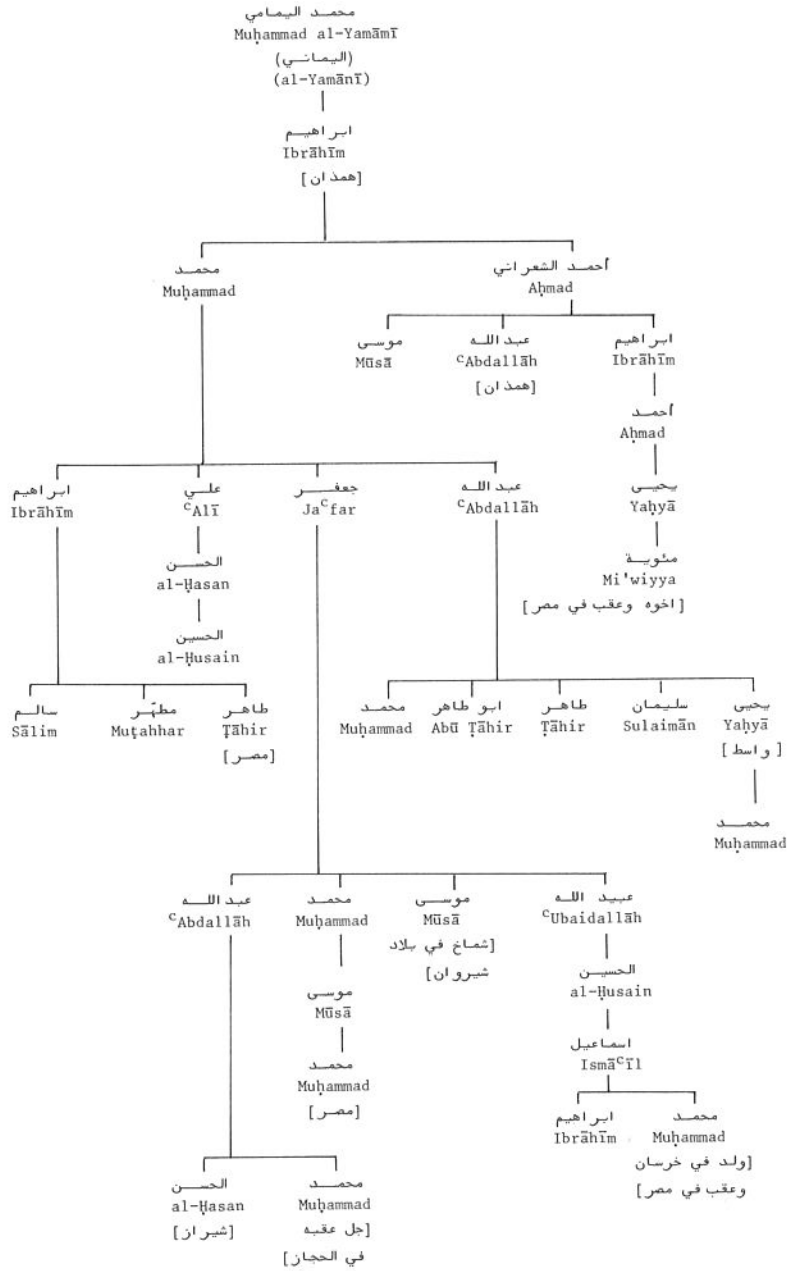 محمد اليمامي
Muḥammad al-Yamāmī
(اليماني)
(al-Yamānī)
ابراهيم
Ibrāhīm
[همذان]
محمد
Muḥammad
أحمد الشعراني
Aḥmad
موسى
Mūsā
عبد الله
ᶜAbdallāh
[همذان]
ابراهيم
Ibrāhīm
أحمد
Aḥmad
ابراهيم
Ibrāhīm
علي
ᶜAlī
جعفر
Jaᶜfar
عبد الله
ᶜAbdallāh
يحيى
Yaḥyā
الحسن
al-Ḥasan
مئوية
Mi'wiyya
[اخوه وعقب في مصر]
الحسين
al-Ḥusain
سالم
Sālim
مطهّر
Muṭahhar
طاهر
Ṭāhir
[مصر]
محمد
Muḥammad
ابو طاهر
Abū Ṭāhir
طاهر
Ṭāhir
سليمان
Sulaimān
يحيى
Yaḥyā
[واسط]
محمد
Muḥammad
عبد الله
ᶜAbdallāh
محمد
Muḥammad
موسى
Mūsā
[شماخ في بلاد
شيروان]
عبيد الله
ᶜUbaidallāh
الحسين
al-Ḥusain
موسى
Mūsā
اسماعيل
Ismāᶜīl
محمد
Muḥammad
[مصر]
ابراهيم
Ibrāhīm
محمد
Muḥammad
[ولد في خرسان
وعقب في مصر]
الحسن
al-Ḥasan
[شيراز]
محمد
Muḥammad
[جل عقبه
في الحجاز]